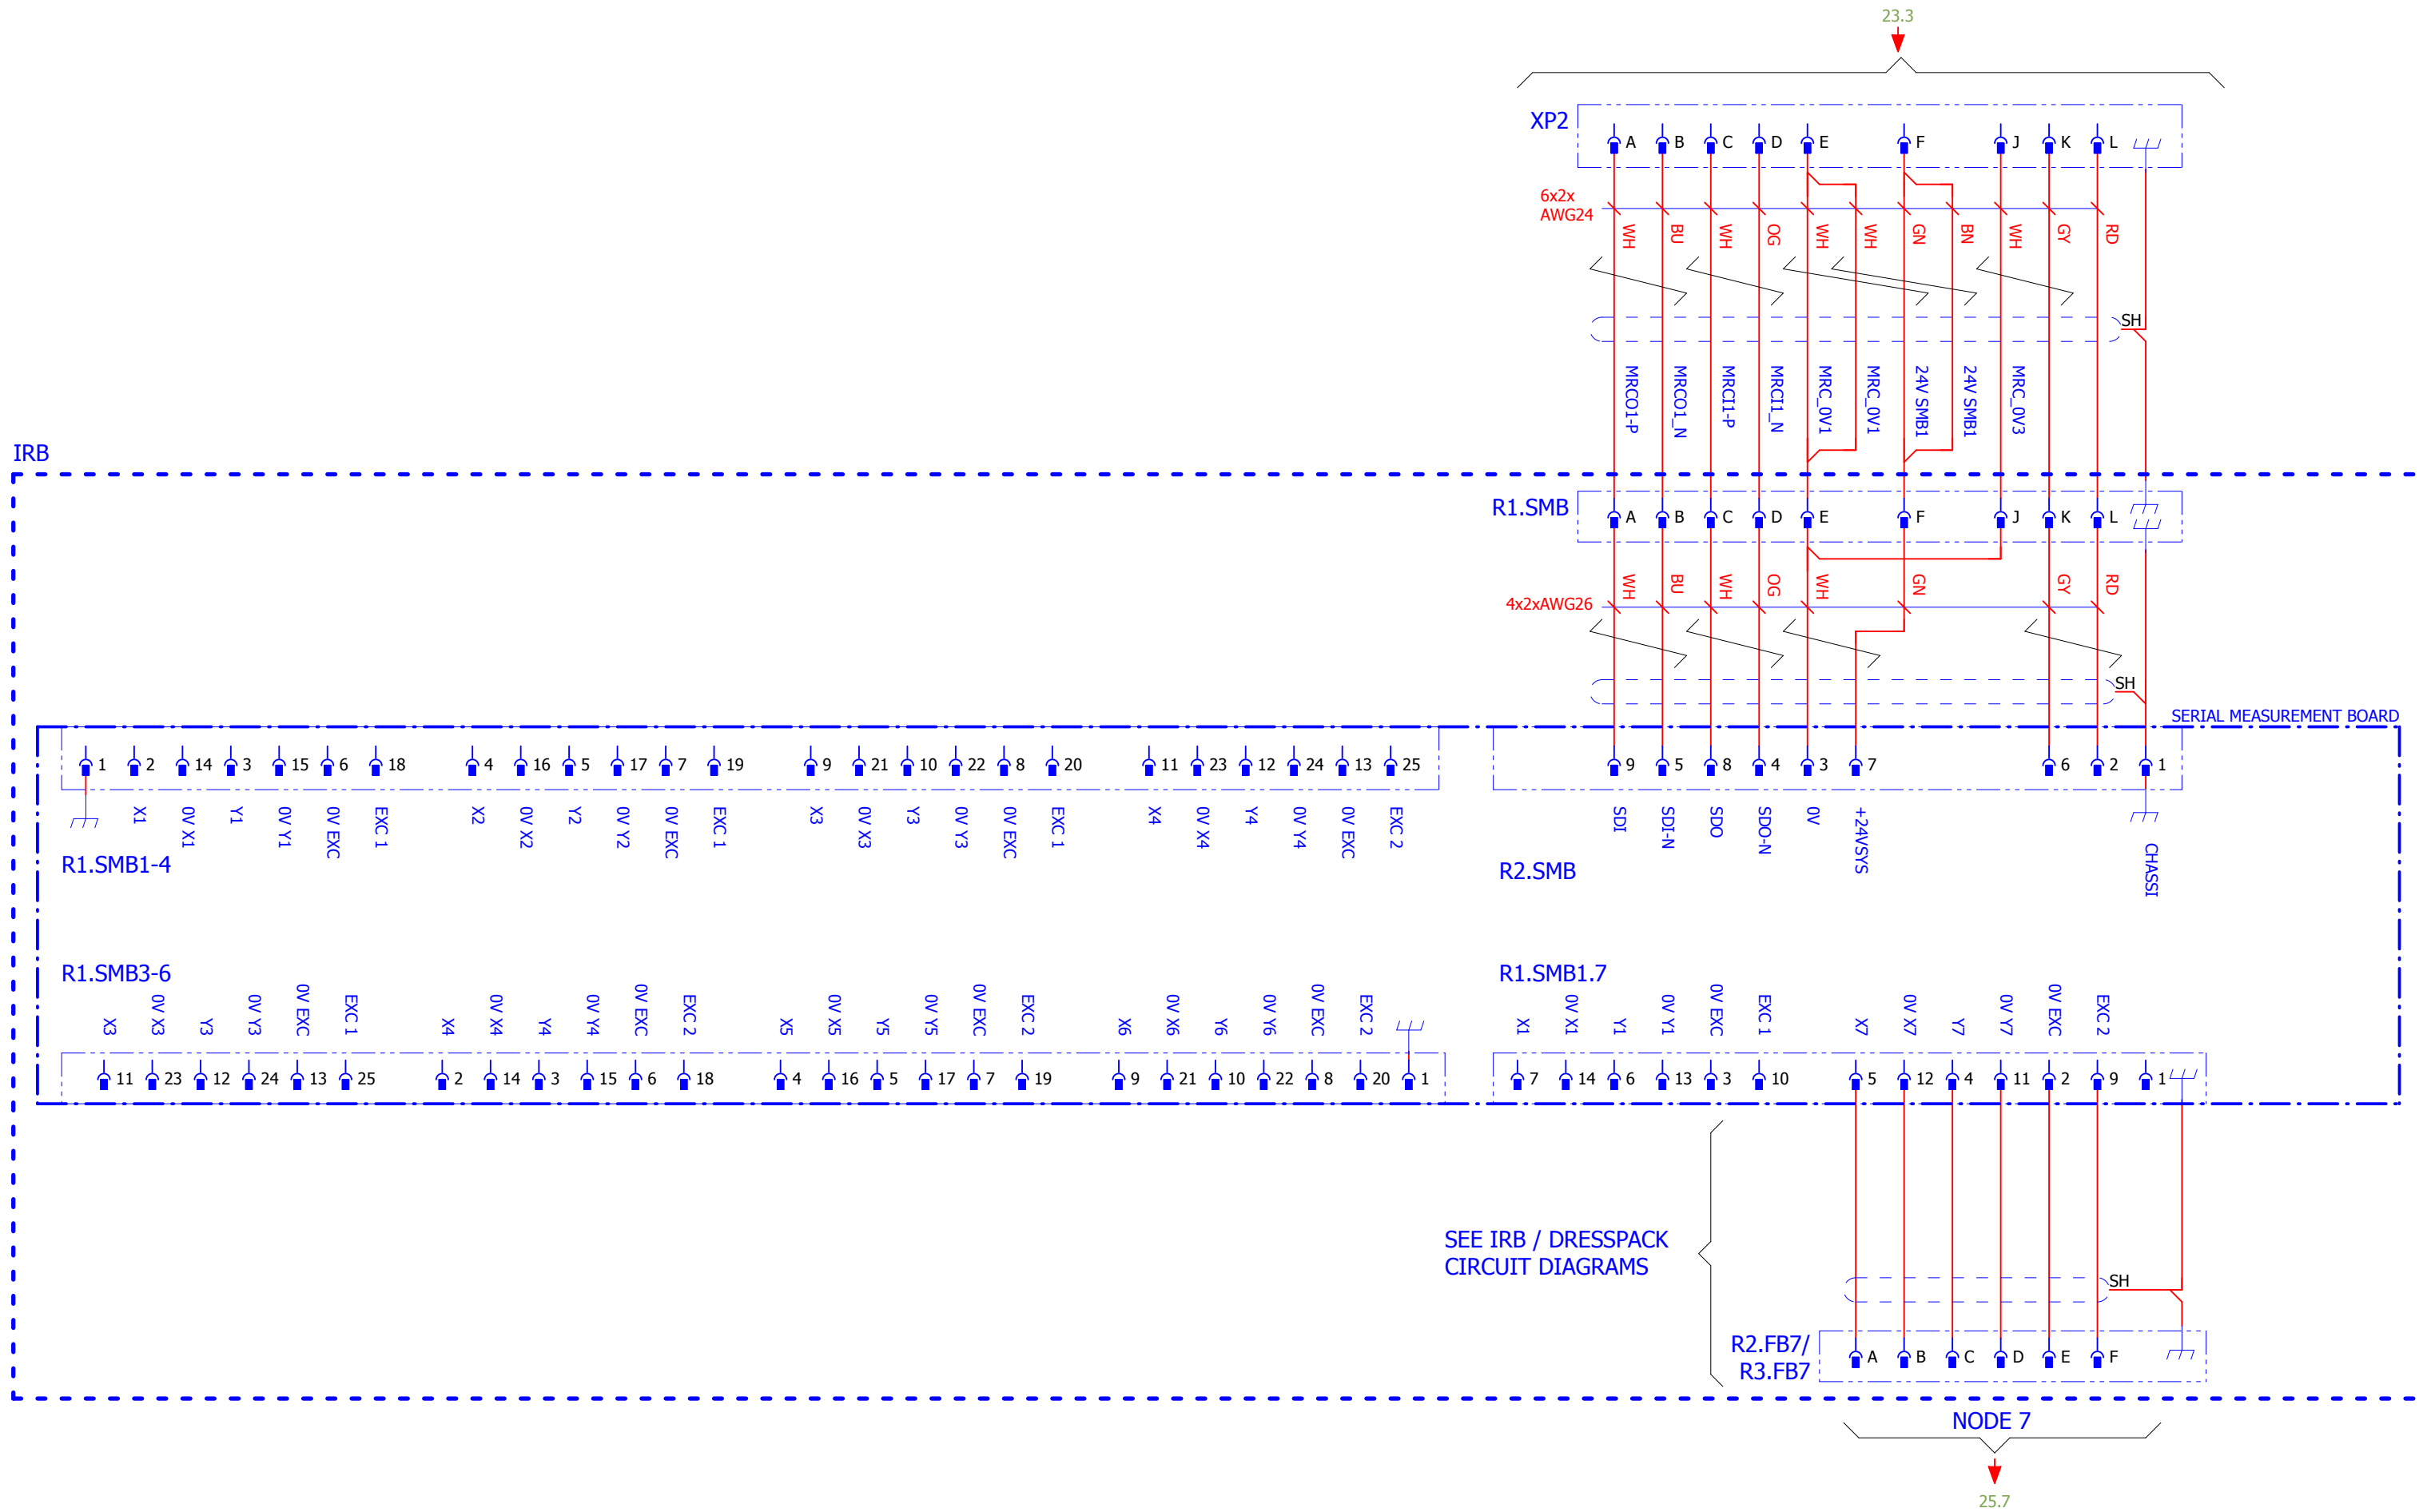 23.3
XP2
A B C D E F J K L
6x2x
AWG24
WH BU WH OG WH WH GN BN WH GY RD
SH
MRCO1-P MRCO1_N MRCI1-P MRCI1_N MRC_0V1 MRC_0V1 24V SMB1 24V SMB1 MRC_0V3
IRB
R1.SMB
A B C D E F J K L
WH BU WH OG WH GN GY RD
4x2xAWG26
SH
SERIAL MEASUREMENT BOARD
1 2 14 3 15 6 18 4 16 5 17 7 19 9 21 10 22 8 20 11 23 12 24 13 25
9 5 8 4 3 7 6 2 1
X1 0V X1 Y1 0V Y1 0V EXC EXC 1 X2 0V X2 Y2 0V Y2 0V EXC EXC 1 X3 0V X3 Y3 0V Y3 0V EXC EXC 1 X4 0V X4 Y4 0V Y4 0V EXC EXC 2
SDI SDI-N SDO SDO-N 0V +24VSYS CHASSI
R1.SMB1-4
R2.SMB
R1.SMB3-6
R1.SMB1.7
X3 0V X3 Y3 0V Y3 0V EXC EXC 1 X4 0V X4 Y4 0V Y4 0V EXC EXC 2 X5 0V X5 Y5 0V Y5 0V EXC EXC 2 X6 0V X6 Y6 0V Y6 0V EXC EXC 2
X1 0V X1 Y1 0V Y1 0V EXC EXC 1 X7 0V X7 Y7 0V Y7 0V EXC EXC 2
11 23 12 24 13 25 2 14 3 15 6 18 4 16 5 17 7 19 9 21 10 22 8 20 1
7 14 6 13 3 10 5 12 4 11 2 9 1
SEE IRB / DRESSPACK
CIRCUIT DIAGRAMS
SH
R2.FB7/
R3.FB7
A B C D E F
NODE 7
25.7